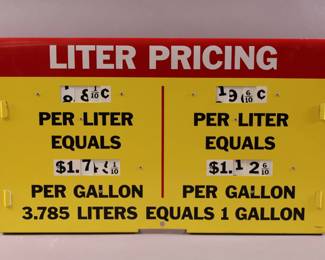 LITER PRICING
PER LITER PER LITER
EQUALS EQUALS
PER GALLON PER GALLON
3.785 LITERS EQUALS 1 GALLON